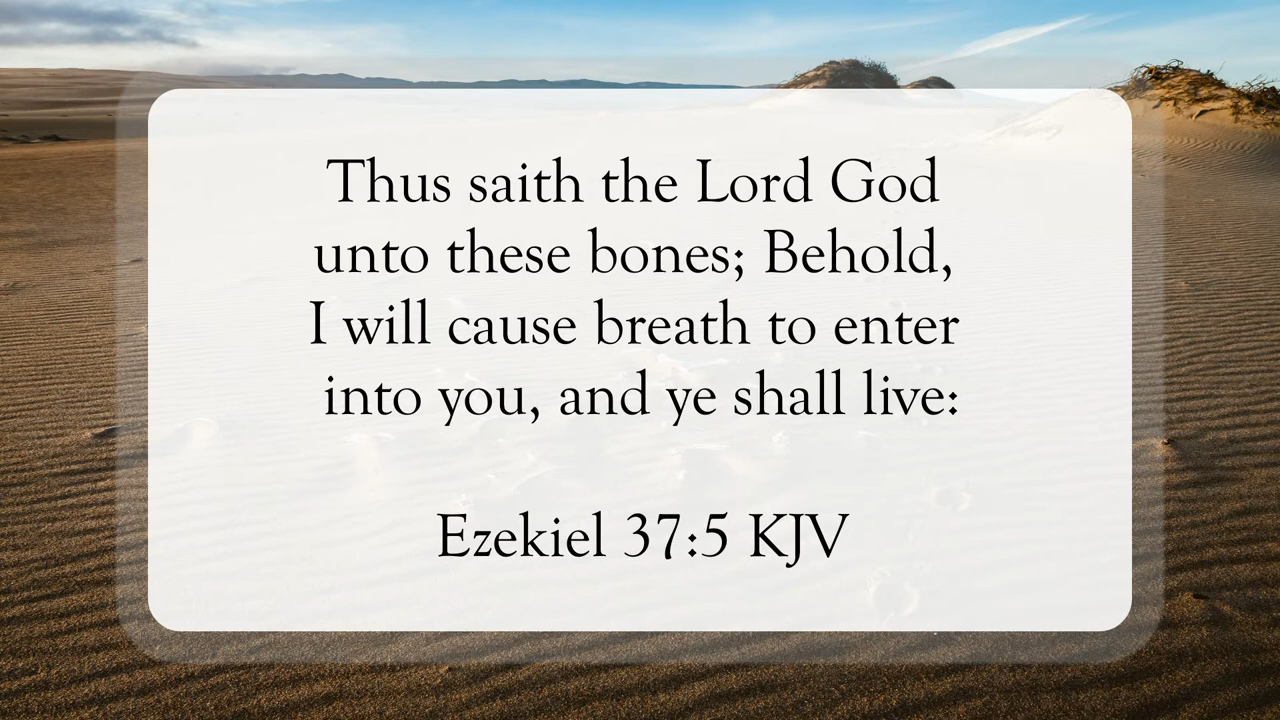 Thus saith the Lord God
unto these bones; Behold,
I will cause breath to enter
into you, and ye shall live:
Ezekiel 37:5 KJV